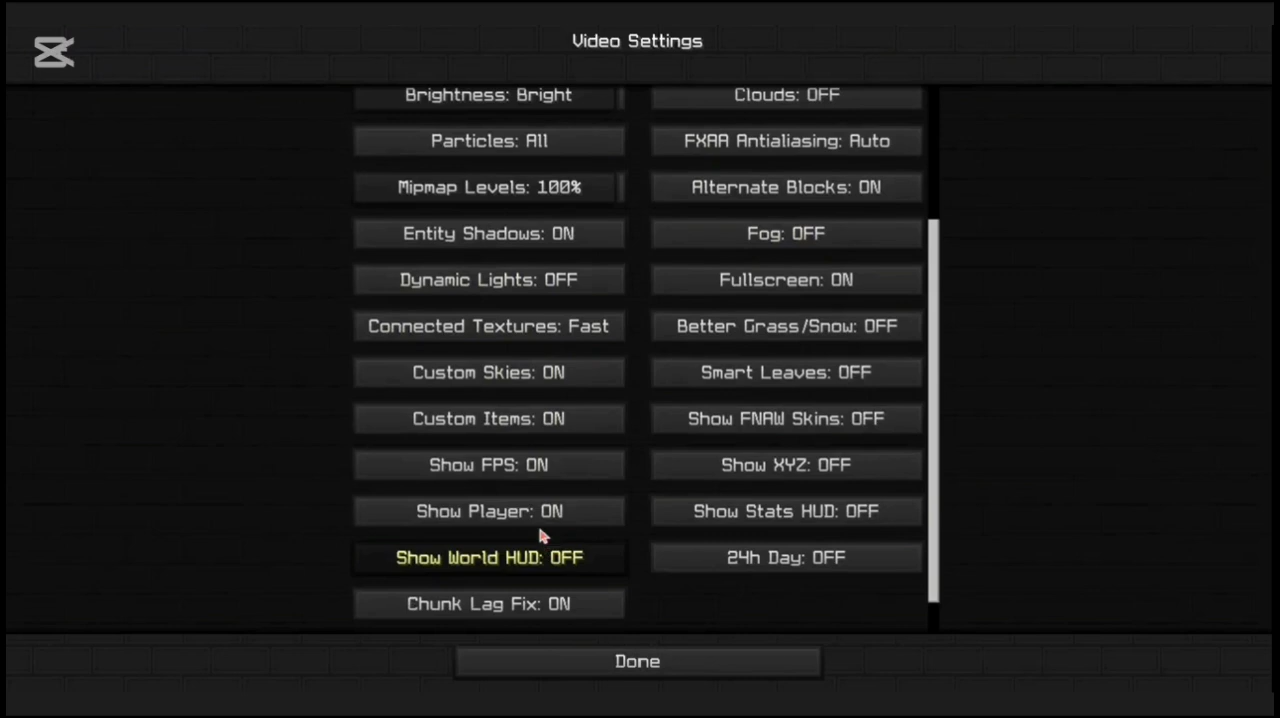 Video Settings
Brightness: Bright
Clouds: OFF
Particles: All
FXAA Antialiasing: Auto
Mipmap Levels: 100%
Alternate Blocks: ON
Entity Shadows: ON
Fog: OFF
Dynamic Lights: OFF
Fullscreen: ON
Connected Textures: Fast
Better Grass/Snow: OFF
Custom Skies: ON
Smart Leaves: OFF
Custom Items: ON
Show FNAW Skins: OFF
Show FPS: ON
Show XYZ: OFF
Show Player: ON
Show Stats HUD: OFF
Show World HUD: OFF
24h Day: OFF
Chunk Lag Fix: ON
Done